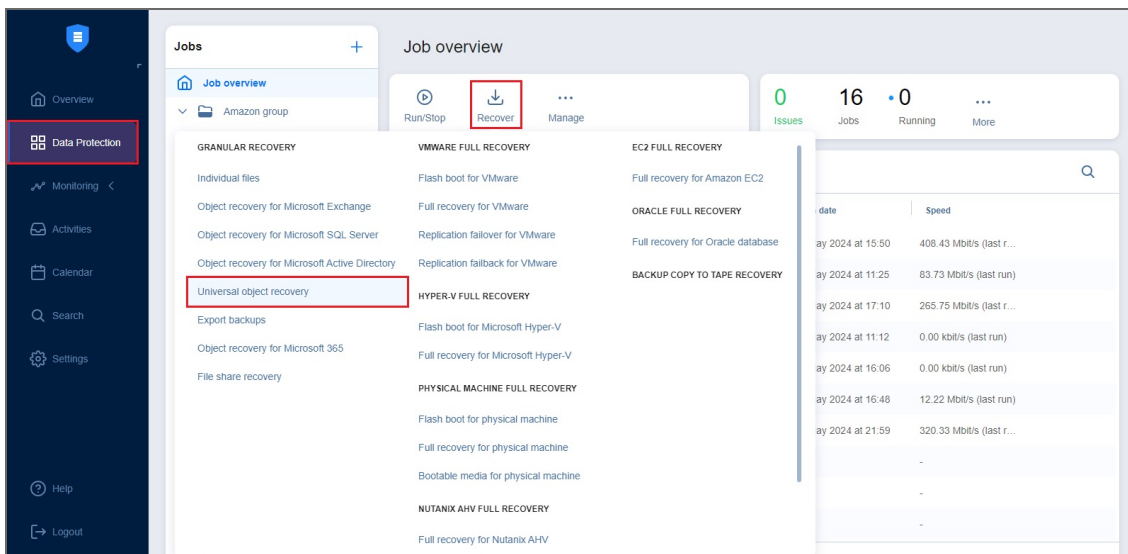 Overview
Data Protection
Monitoring
Activities
Calendar
Search
Settings
Help
Logout
Jobs
Job overview
Amazon group
Job overview
Run/Stop
Recover
Manage
0
Issues
16
Jobs
0
Running
More
GRANULAR RECOVERY
Individual files
Object recovery for Microsoft Exchange
Object recovery for Microsoft SQL Server
Object recovery for Microsoft Active Directory
Universal object recovery
Export backups
Object recovery for Microsoft 365
File share recovery
VMWARE FULL RECOVERY
Flash boot for VMware
Full recovery for VMware
Replication failover for VMware
Replication failback for VMware
HYPER-V FULL RECOVERY
Flash boot for Microsoft Hyper-V
Full recovery for Microsoft Hyper-V
PHYSICAL MACHINE FULL RECOVERY
Flash boot for physical machine
Full recovery for physical machine
Bootable media for physical machine
NUTANIX AHV FULL RECOVERY
Full recovery for Nutanix AHV
EC2 FULL RECOVERY
Full recovery for Amazon EC2
ORACLE FULL RECOVERY
Full recovery for Oracle database
BACKUP COPY TO TAPE RECOVERY
date Speed
ay 2024 at 15:50 408.43 Mbit/s (last r...
ay 2024 at 11:25 83.73 Mbit/s (last run)
ay 2024 at 17:10 265.75 Mbit/s (last r...
ay 2024 at 11:12 0.00 kbit/s (last run)
ay 2024 at 16:06 0.00 kbit/s (last run)
ay 2024 at 16:48 12.22 Mbit/s (last run)
ay 2024 at 21:59 320.33 Mbit/s (last r...
-
-
-